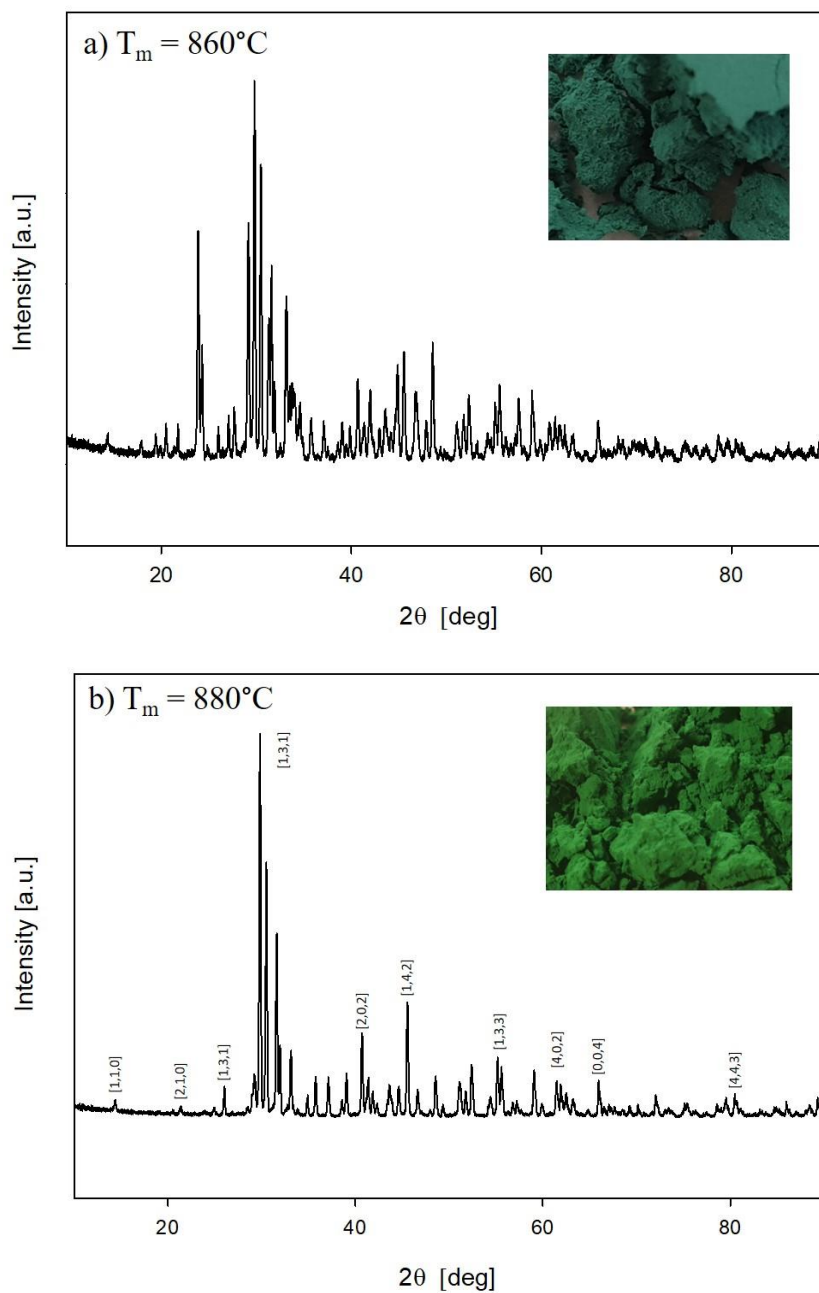 a) Tm = 860°C
Intensity [a.u.]
20 40 60 80
2θ [deg]
b) Tm = 880°C
[1,3,1]
Intensity [a.u.]
[1,1,0] [2,1,0] [1,3,1] [2,0,2] [1,4,2] [1,3,3] [4,0,2] [0,0,4] [4,4,3]
20 40 60 80
2θ [deg]